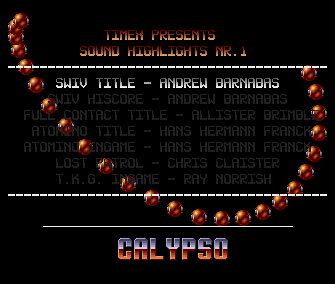 TIMEX PRESENTS
SOUND HIGHLIGHTS NR.1
SWIV TITLE - ANDREW BARNABAS
SWIV HISCORE - ANDREW BARNABAS
FULL CONTACT TITLE - ALLISTER BRIMBLE
ATOMINO TITLE - HANS HERMANN FRANCK
ATOMINO INGAME - HANS HERMANN FRANCK
LOST PATROL - CHRIS CLAISTER
T.K.G. INGAME - RAY NORRISH
CALYPSO